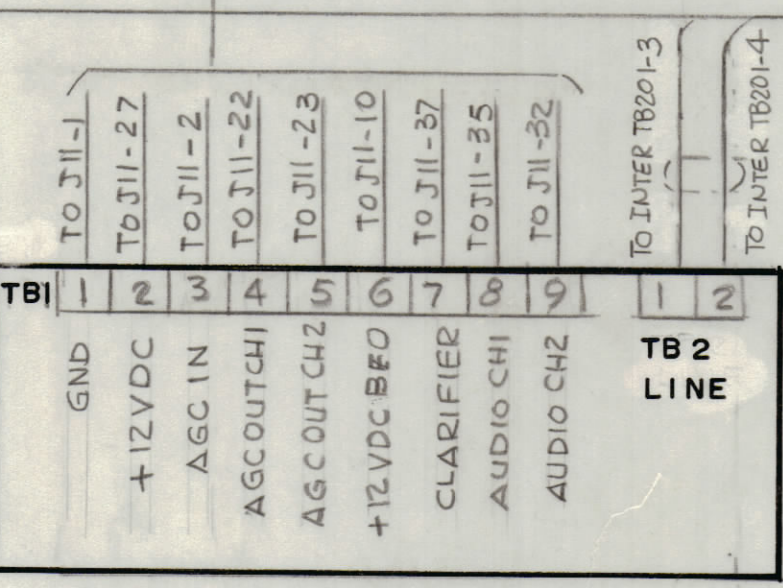 TO J11-1
TO J11-27
TO J11-2
TO J11-22
TO J11-23
TO J11-10
TO J11-37
TO J11-35
TO J11-32
TO INTER TB201-3
TO INTER TB201-4
TB1 1 2 3 4 5 6 7 8 9 1 2
GND
+12VDC
AGC IN
AGC OUT CH1
AGC OUT CH2
+12VDC BFO
CLARIFIER
AUDIO CH1
AUDIO CH2
TB 2
LINE